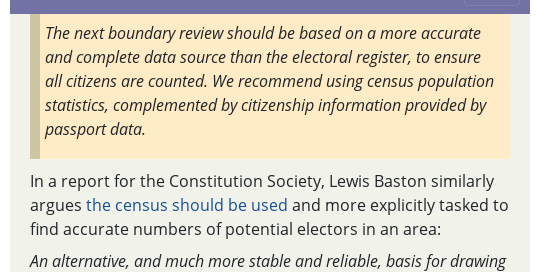 The next boundary review should be based on a more accurate
and complete data source than the electoral register, to ensure
all citizens are counted. We recommend using census population
statistics, complemented by citizenship information provided by
passport data.
In a report for the Constitution Society, Lewis Baston similarly
argues the census should be used and more explicitly tasked to
find accurate numbers of potential electors in an area:
An alternative, and much more stable and reliable, basis for drawing